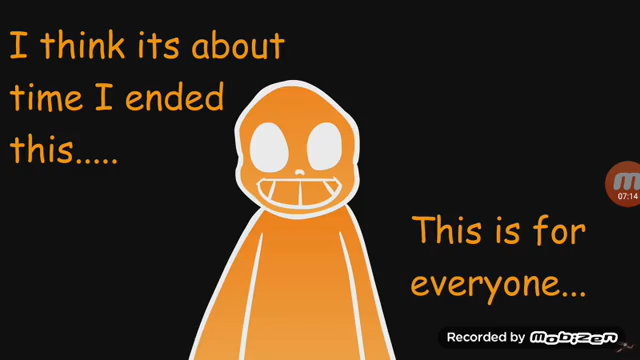 I think its about
time I ended
this.....
This is for
everyone...
07:14
Recorded by mobizen